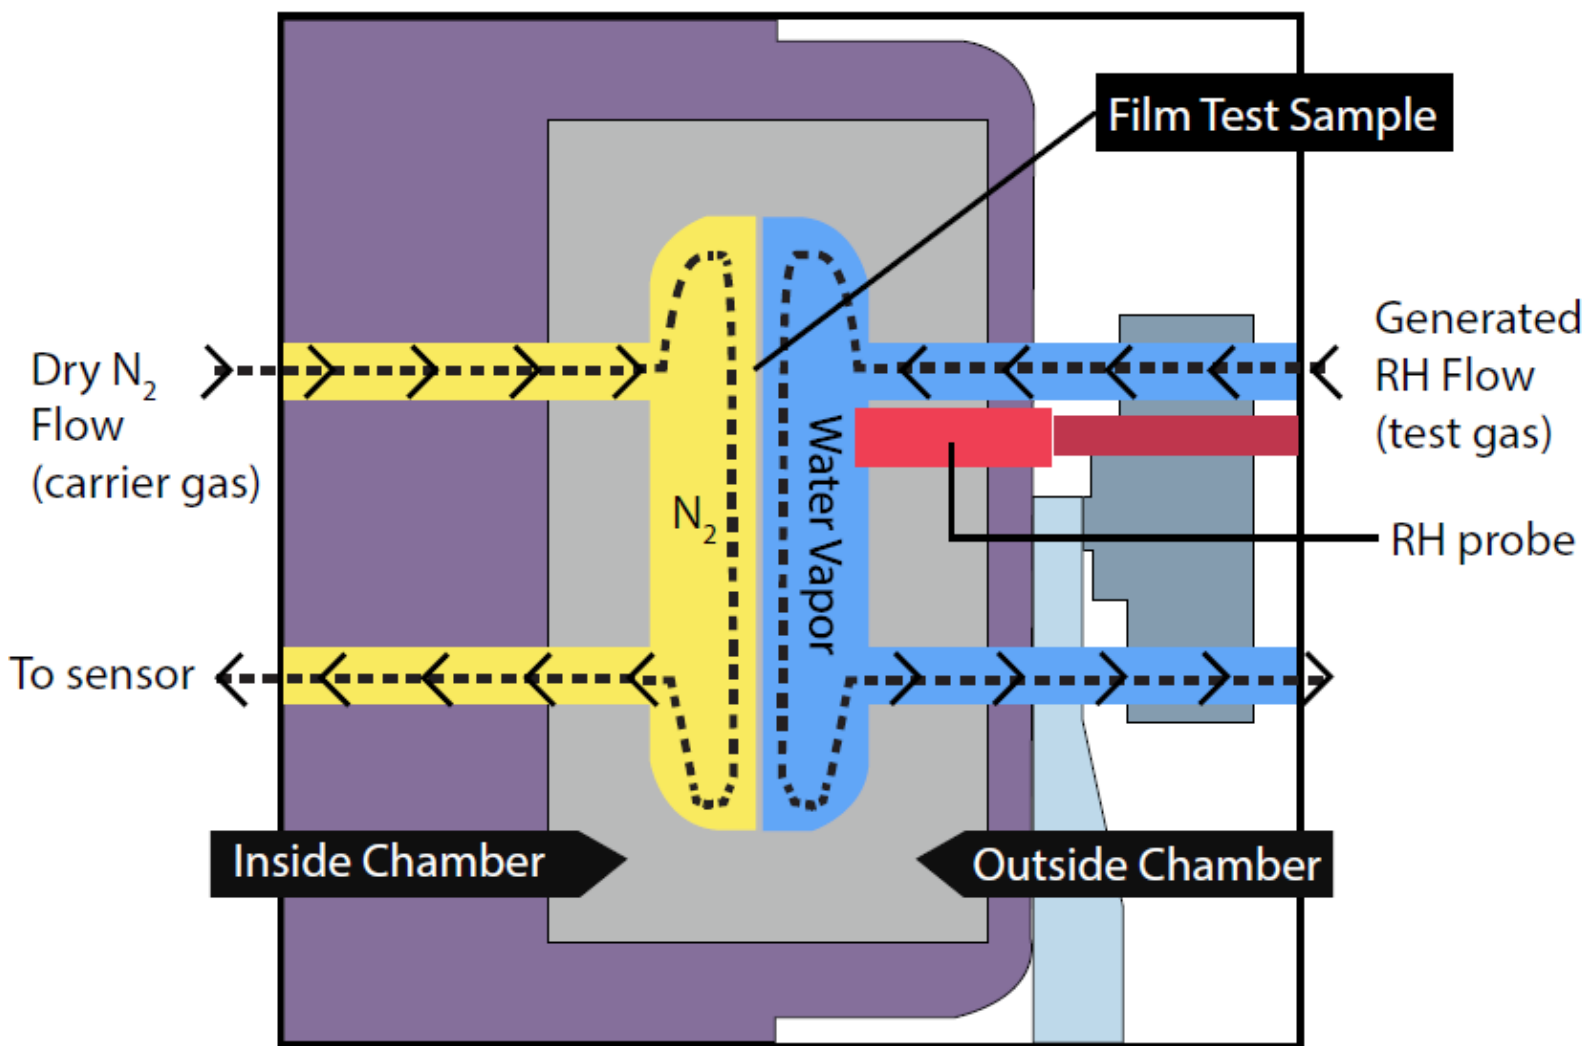 Film Test Sample
Dry N₂
Flow
(carrier gas)
Generated
RH Flow
(test gas)
N₂
Water Vapor
RH probe
To sensor
Inside Chamber
Outside Chamber